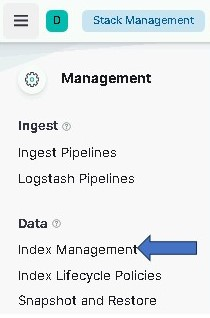 D Stack Management
Management
Ingest
Ingest Pipelines
Logstash Pipelines
Data
Index Management
Index Lifecycle Policies
Snapshot and Restore